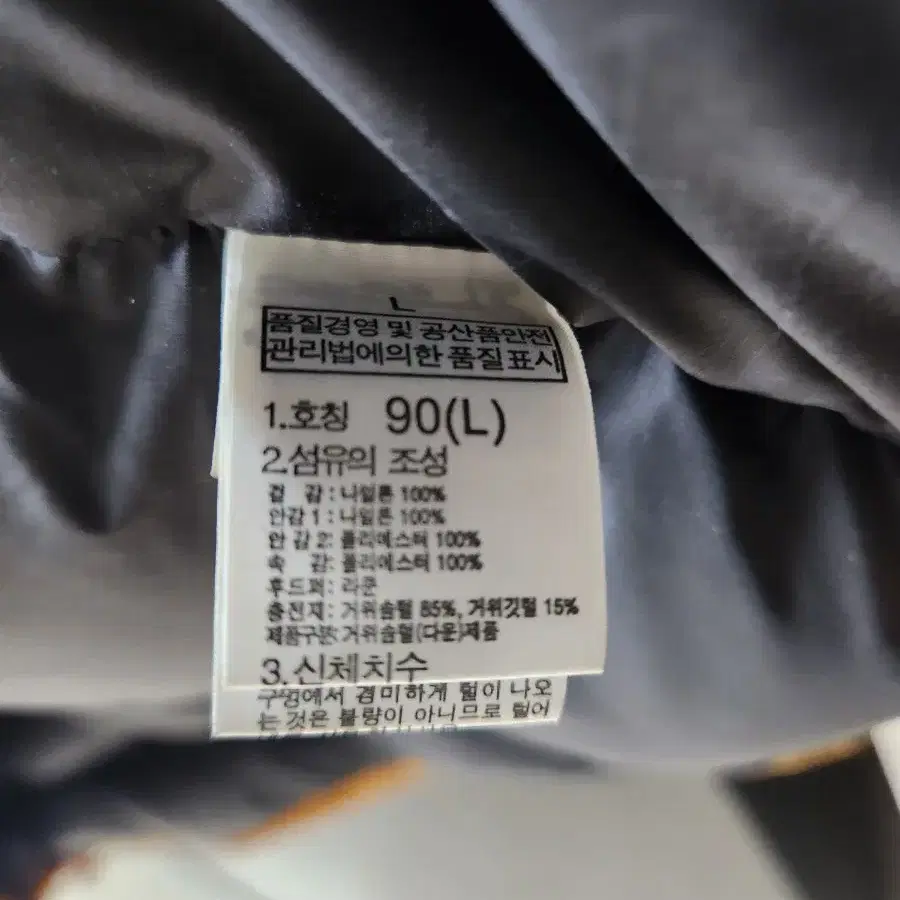 L
품질경영 및 공산품안전
관리법에의한 품질표시
1.호칭 90(L)
2.섬유의 조성
겉 감 : 나일론 100%
안감 1 : 나일론 100%
안 감 2: 폴리에스터 100%
속 감: 폴리에스터 100%
후드퍼: 라쿤
충전재: 거위솜털 85%, 거위깃털 15%
제품구분: 거위솜털(다운)제품
3.신체치수
구멍에서 경미하게 털이 나오
는것은 불량이 아니므로 털어